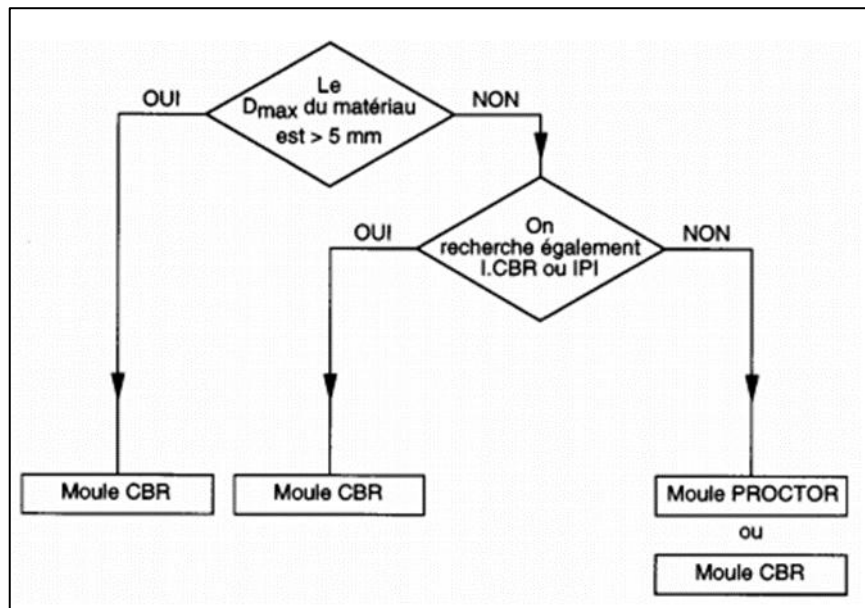 Le
Dmax du matériau
est > 5 mm
OUI
NON
On
recherche également
I.CBR ou IPI
OUI
NON
Moule CBR
Moule CBR
Moule PROCTOR
ou
Moule CBR